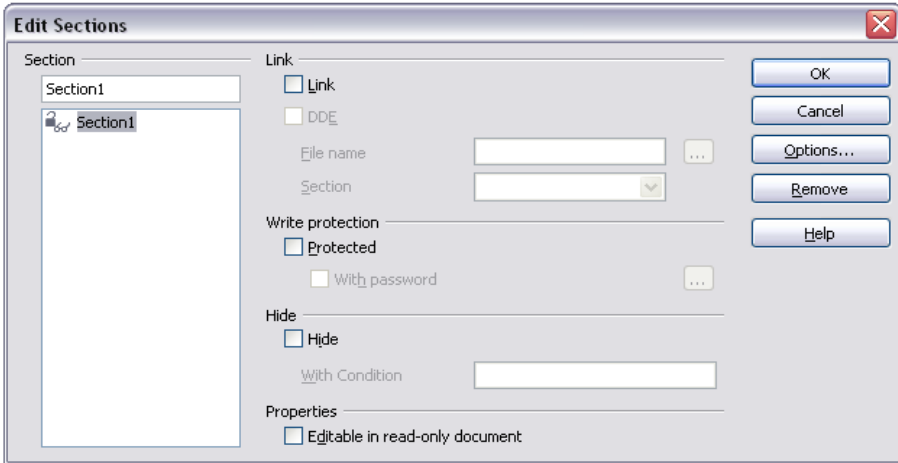 Edit Sections
Section
Section1
Section1
Link
Link
DDE
File name
...
Section
Write protection
Protected
With password
...
Hide
Hide
With Condition
Properties
Editable in read-only document
OK
Cancel
Options...
Remove
Help